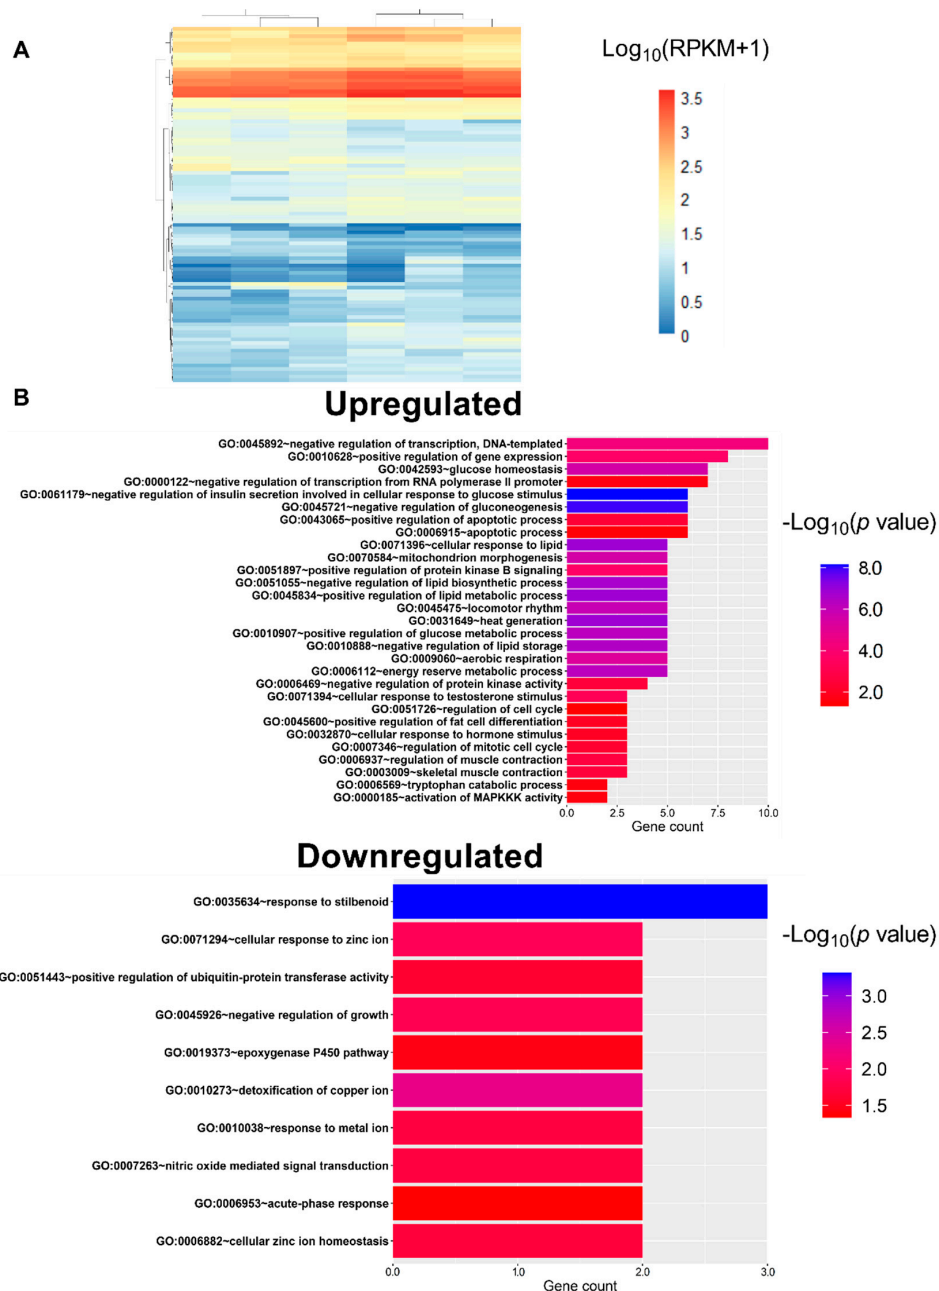 A
Log10(RPKM+1)
3.5
3
2.5
2
1.5
1
0.5
0
B
Upregulated
GO:0045892~negative regulation of transcription, DNA-templated
GO:0010628~positive regulation of gene expression
GO:0042593~glucose homeostasis
GO:0000122~negative regulation of transcription from RNA polymerase II promoter
GO:0061179~negative regulation of insulin secretion involved in cellular response to glucose stimulus
GO:0045721~negative regulation of gluconeogenesis
GO:0043065~positive regulation of apoptotic process
GO:0006915~apoptotic process
GO:0071396~cellular response to lipid
GO:0070584~mitochondrion morphogenesis
GO:0051897~positive regulation of protein kinase B signaling
GO:0051055~negative regulation of lipid biosynthetic process
GO:0045834~positive regulation of lipid metabolic process
GO:0045475~locomotor rhythm
GO:0031649~heat generation
GO:0010907~positive regulation of glucose metabolic process
GO:0010888~negative regulation of lipid storage
GO:0009060~aerobic respiration
GO:0006112~energy reserve metabolic process
GO:0006469~negative regulation of protein kinase activity
GO:0071394~cellular response to testosterone stimulus
GO:0051726~regulation of cell cycle
GO:0045600~positive regulation of fat cell differentiation
GO:0032870~cellular response to hormone stimulus
GO:0007346~regulation of mitotic cell cycle
GO:0006937~regulation of muscle contraction
GO:0003009~skeletal muscle contraction
GO:0006569~tryptophan catabolic process
GO:0000185~activation of MAPKKK activity
0.0 2.5 5.0 7.5 10.0
Gene count
-Log10(p value)
8.0
6.0
4.0
2.0
Downregulated
GO:0035634~response to stilbenoid
GO:0071294~cellular response to zinc ion
GO:0051443~positive regulation of ubiquitin-protein transferase activity
GO:0045926~negative regulation of growth
GO:0019373~epoxygenase P450 pathway
GO:0010273~detoxification of copper ion
GO:0010038~response to metal ion
GO:0007263~nitric oxide mediated signal transduction
GO:0006953~acute-phase response
GO:0006882~cellular zinc ion homeostasis
0.0 1.0 2.0 3.0
Gene count
-Log10(p value)
3.0
2.5
2.0
1.5